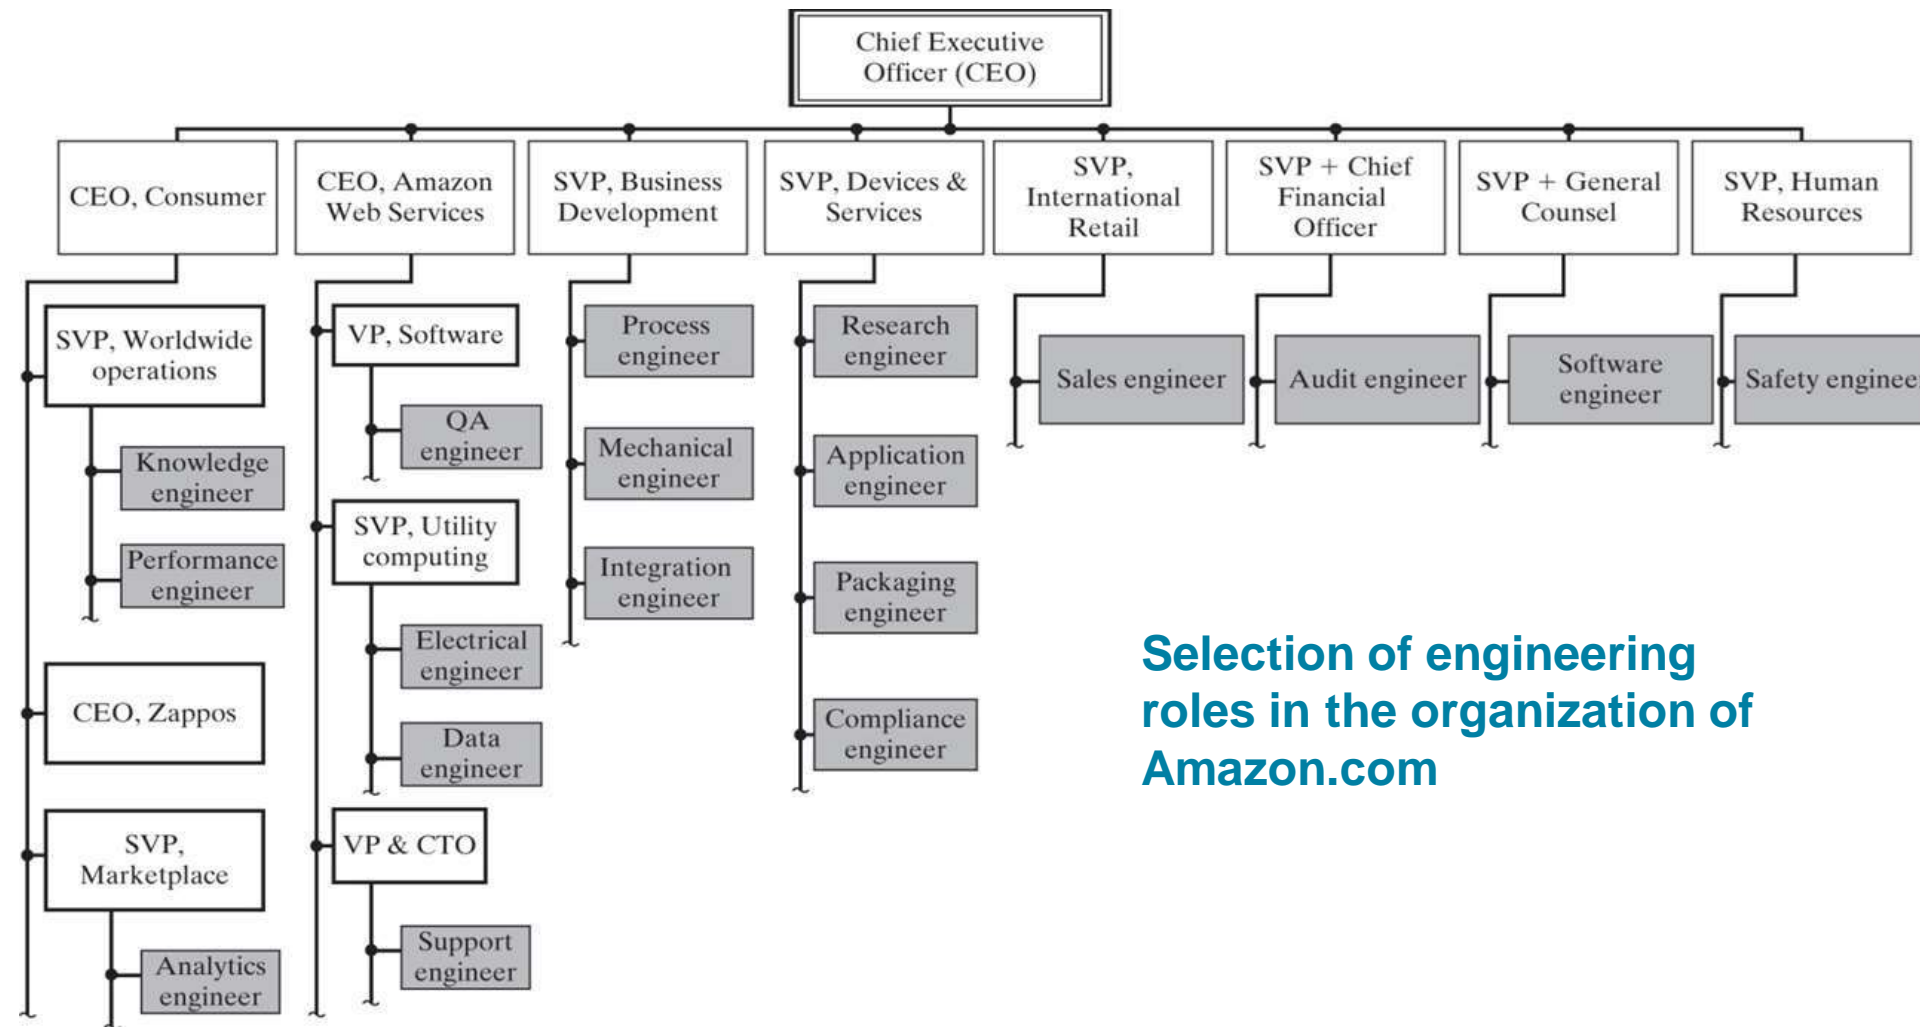 Chief Executive
Officer (CEO)
CEO, Consumer
CEO, Amazon
Web Services
SVP, Business
Development
SVP, Devices &
Services
SVP,
International
Retail
SVP + Chief
Financial
Officer
SVP + General
Counsel
SVP, Human
Resources
SVP, Worldwide
operations
Knowledge
engineer
Performance
engineer
CEO, Zappos
SVP,
Marketplace
Analytics
engineer
VP, Software
QA
engineer
SVP, Utility
computing
Electrical
engineer
Data
engineer
VP & CTO
Support
engineer
Process
engineer
Mechanical
engineer
Integration
engineer
Research
engineer
Application
engineer
Packaging
engineer
Compliance
engineer
Sales engineer
Audit engineer
Software
engineer
Safety engineer
Selection of engineering
roles in the organization of
Amazon.com